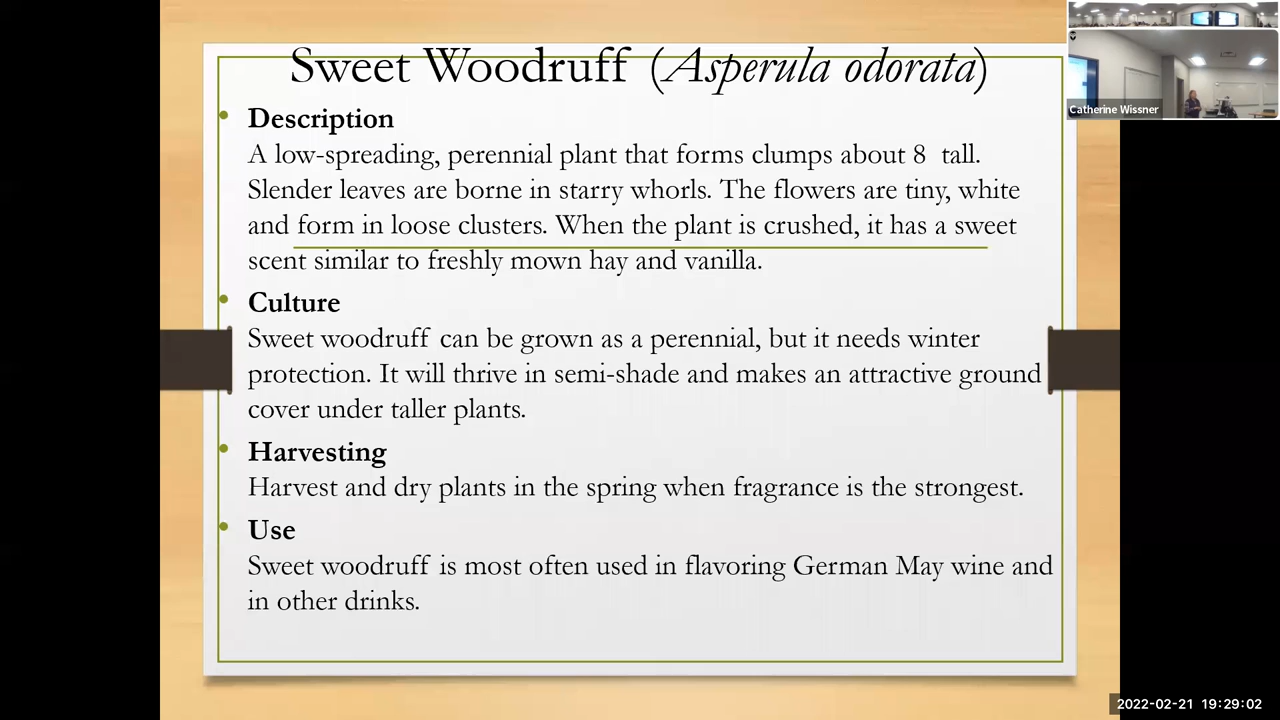 Sweet Woodruff (Asperula odorata)
• Description
A low-spreading, perennial plant that forms clumps about 8  tall.
Slender leaves are borne in starry whorls. The flowers are tiny, white
and form in loose clusters. When the plant is crushed, it has a sweet
scent similar to freshly mown hay and vanilla.
• Culture
Sweet woodruff can be grown as a perennial, but it needs winter
protection. It will thrive in semi-shade and makes an attractive ground
cover under taller plants.
• Harvesting
Harvest and dry plants in the spring when fragrance is the strongest.
• Use
Sweet woodruff is most often used in flavoring German May wine and
in other drinks.
Catherine Wissner
2022-02-21 19:29:02